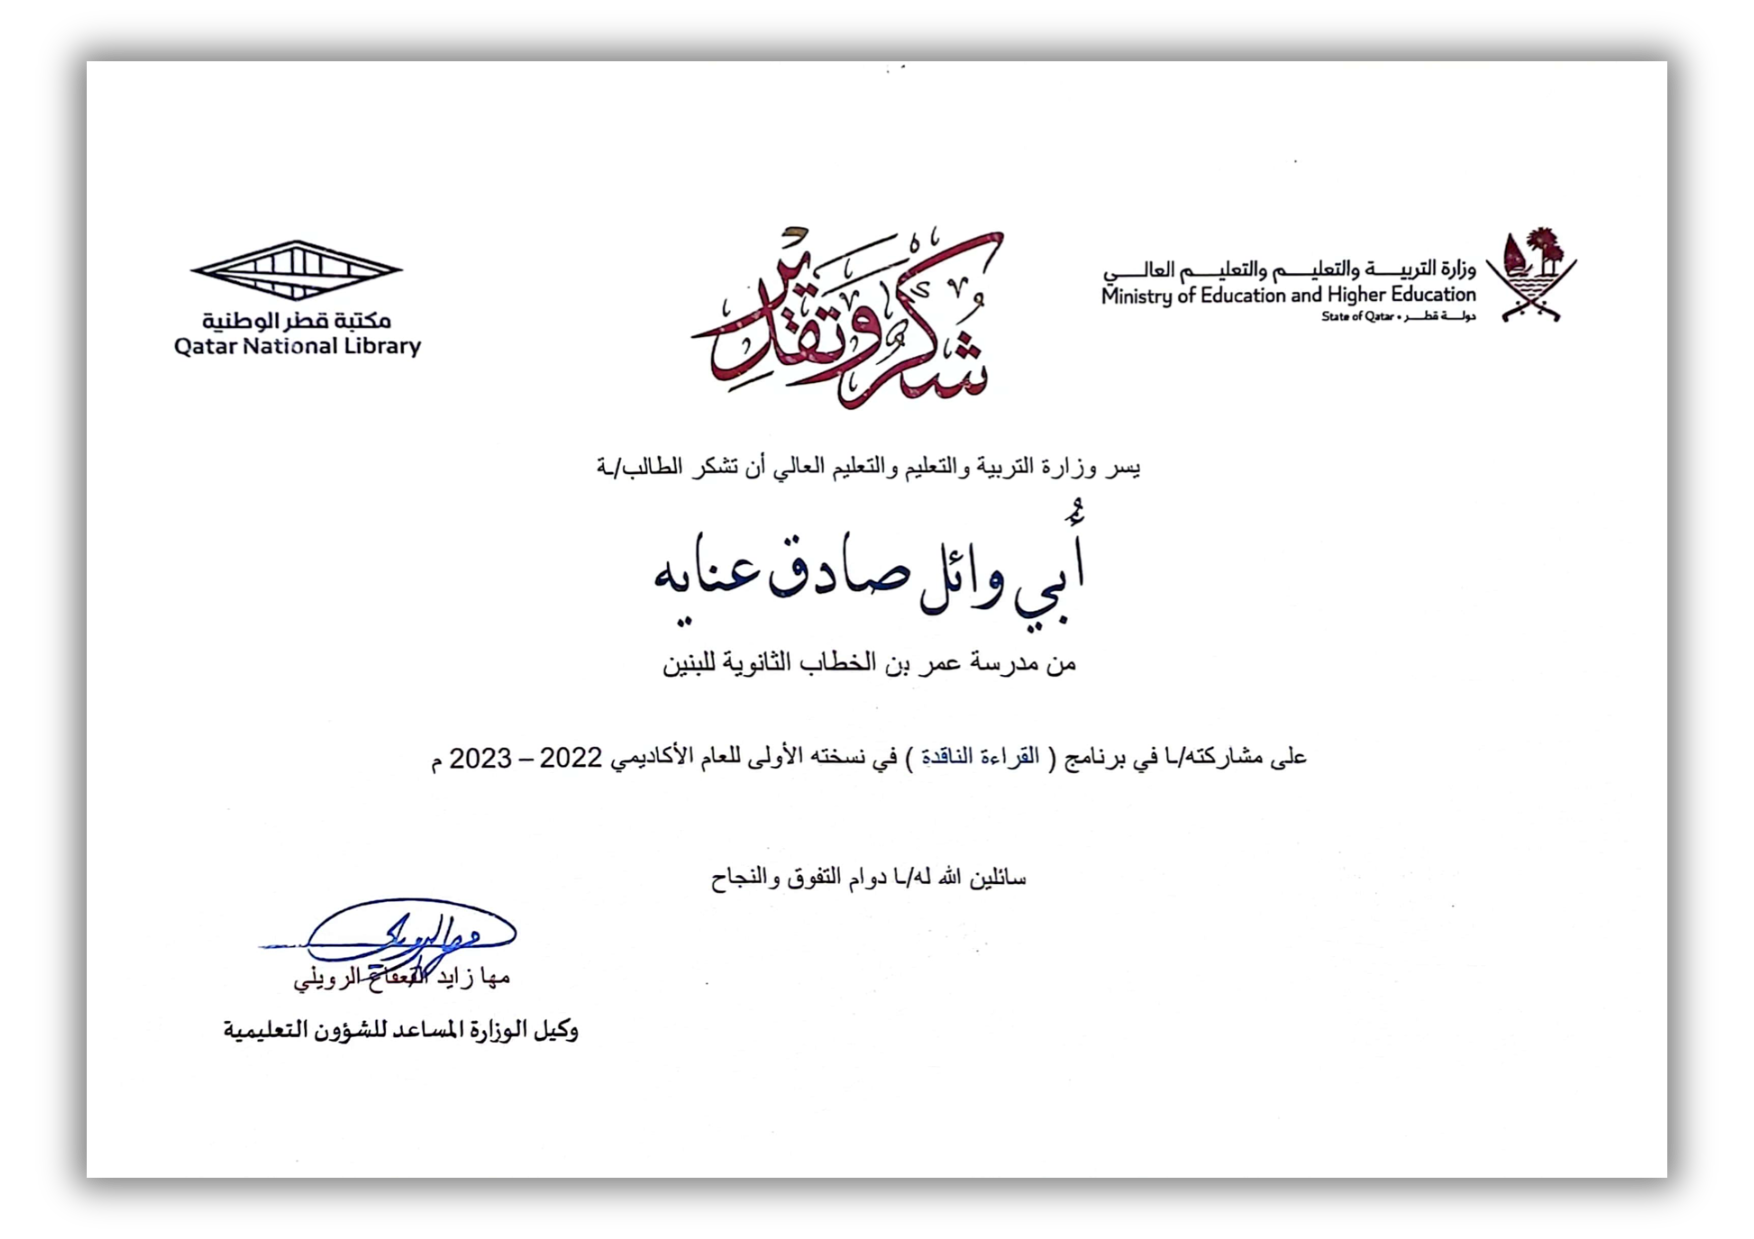 وزارة التربيـــة والتعليـــم والتعليـم العالـــي
Ministry of Education and Higher Education
دولـــة قطـــر • State of Qatar
شكر وتقدير
مكتبة قطر الوطنية
Qatar National Library
يسر وزارة التربية والتعليم والتعليم العالي أن تشكر الطالب/ـة
أُبي وائل صادق عنايه
من مدرسة عمر بن الخطاب الثانوية للبنين
على مشاركته/ـا في برنامج ( القراءة الناقدة ) في نسخته الأولى للعام الأكاديمي 2022 – 2023 م
سائلين الله له/ـا دوام التفوق والنجاح
مها زايد القعقاع الرويلي
وكيل الوزارة المساعد للشؤون التعليمية